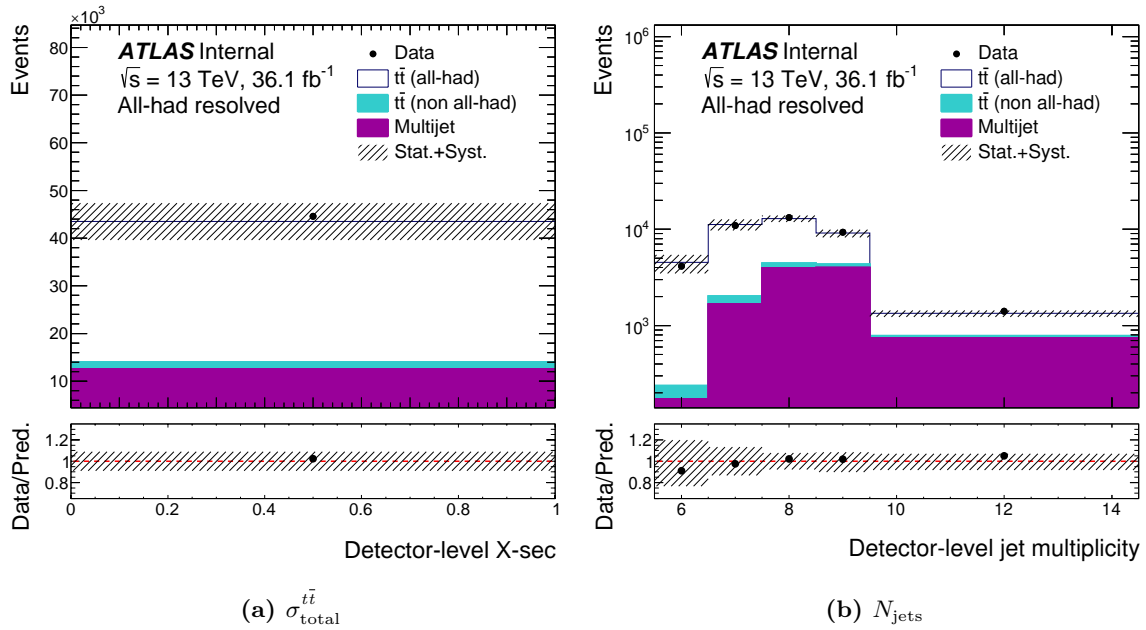 ×10³
Events
80
70
60
50
40
30
20
10
ATLAS Internal
√s = 13 TeV, 36.1 fb⁻¹
All-had resolved
Data
tt̄ (all-had)
tt̄ (non all-had)
Multijet
Stat.+Syst.
Data/Pred.
1.2
1
0.8
0 0.2 0.4 0.6 0.8 1
Detector-level X-sec
(a) σ_total^{tt̄}
Events
10⁶
10⁵
10⁴
10³
ATLAS Internal
√s = 13 TeV, 36.1 fb⁻¹
All-had resolved
Data
tt̄ (all-had)
tt̄ (non all-had)
Multijet
Stat.+Syst.
Data/Pred.
1.2
1
0.8
6 8 10 12 14
Detector-level jet multiplicity
(b) N_jets